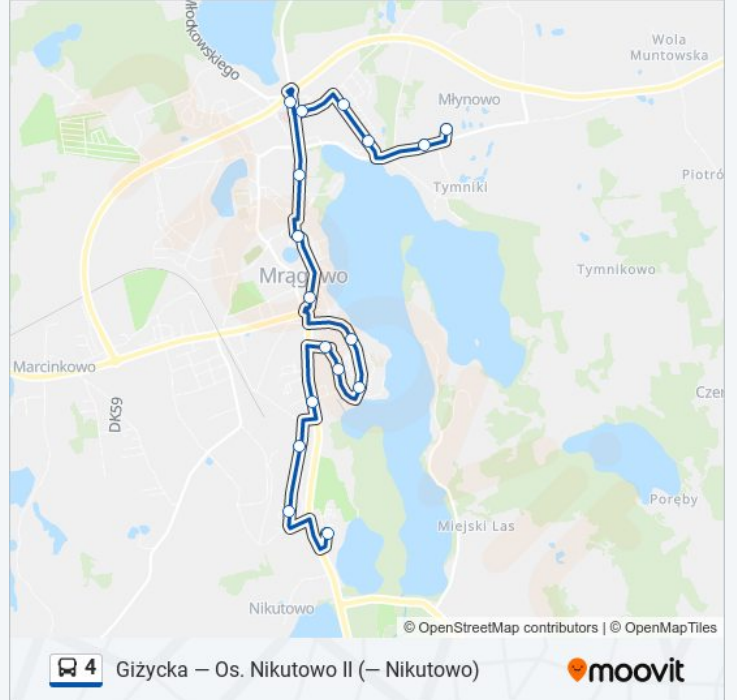 Młodkowskiego
Wola
Muntowska
Młynowo
Piotró
Tymniki
Tymnikowo
Mrągowo
Marcinkowo
Czer
DK59
Poręby
Miejski Las
Nikutowo
© OpenStreetMap contributors | © OpenMapTiles
4 Giżycka — Os. Nikutowo II (— Nikutowo)
moovit